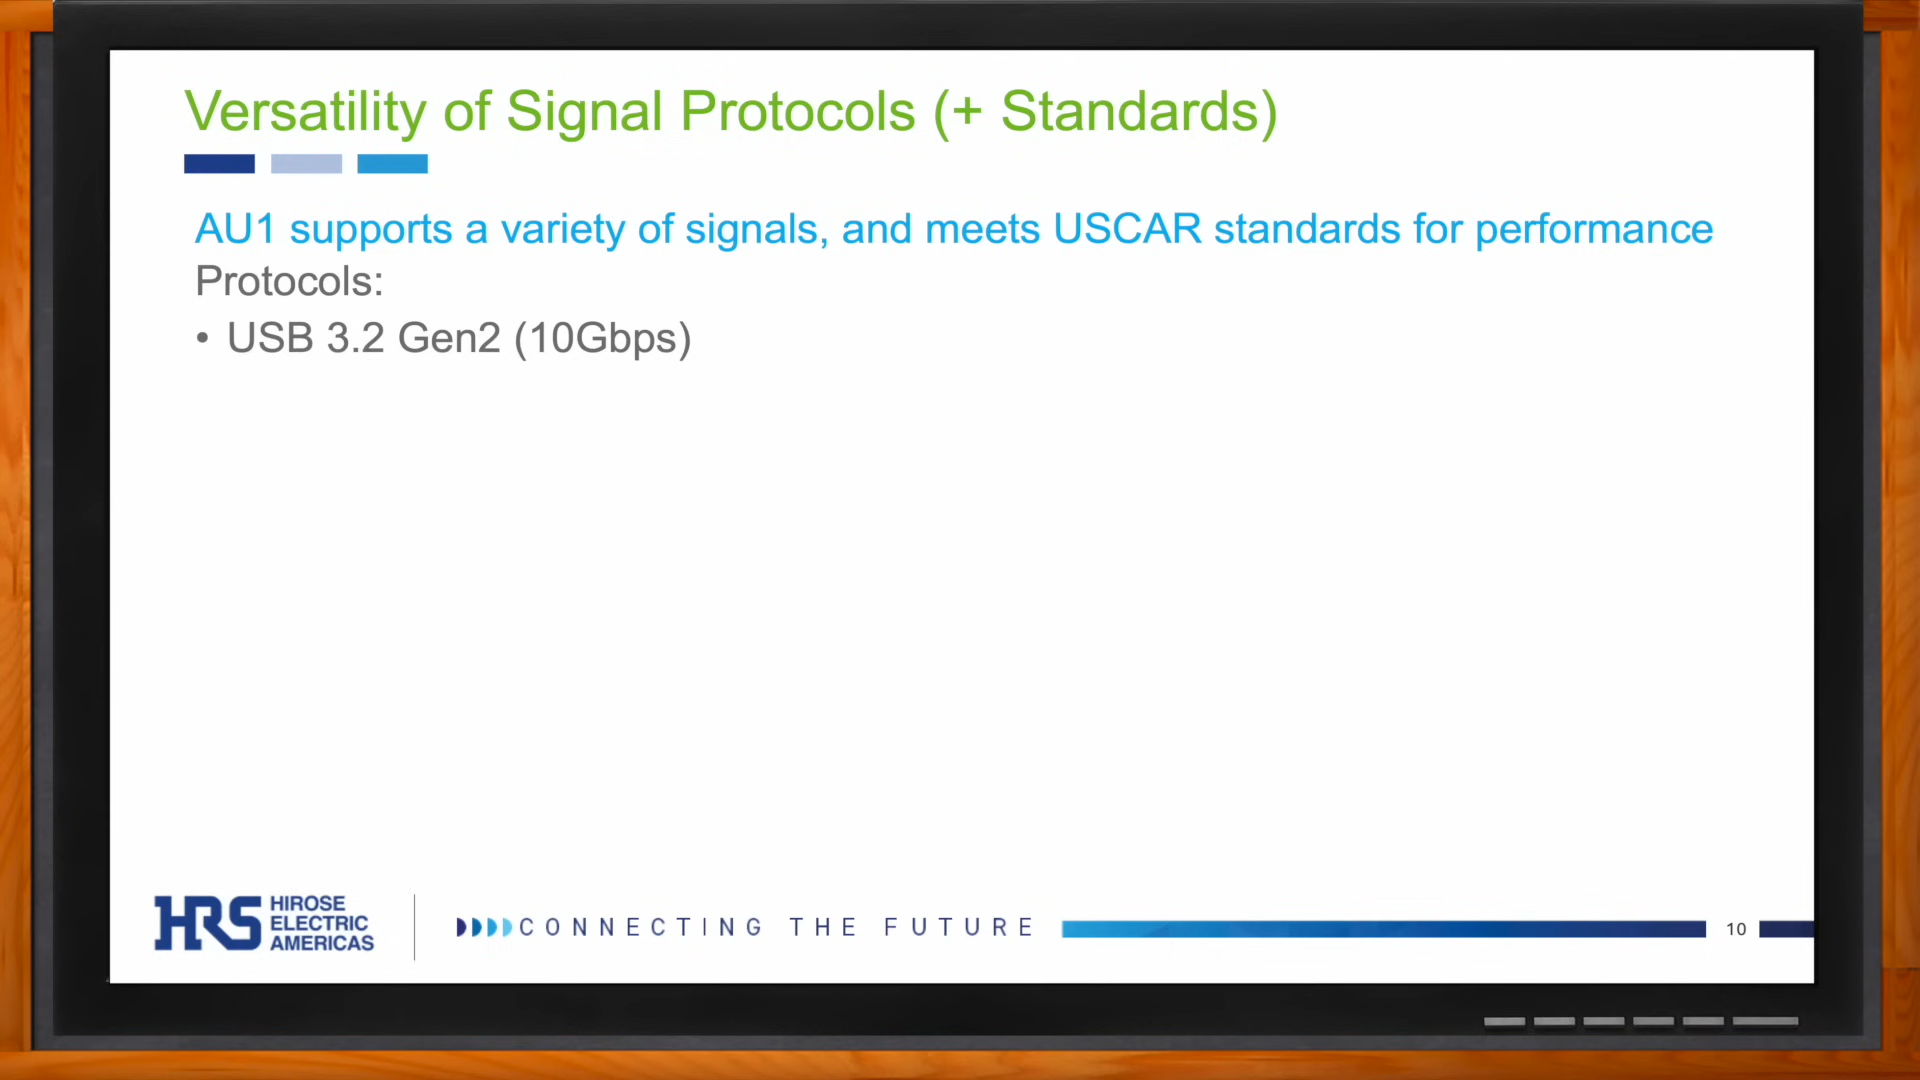 Versatility of Signal Protocols (+ Standards)
AU1 supports a variety of signals, and meets USCAR standards for performance
Protocols:
• USB 3.2 Gen2 (10Gbps)
HRS
HIROSE
ELECTRIC
AMERICAS
CONNECTING THE FUTURE
10